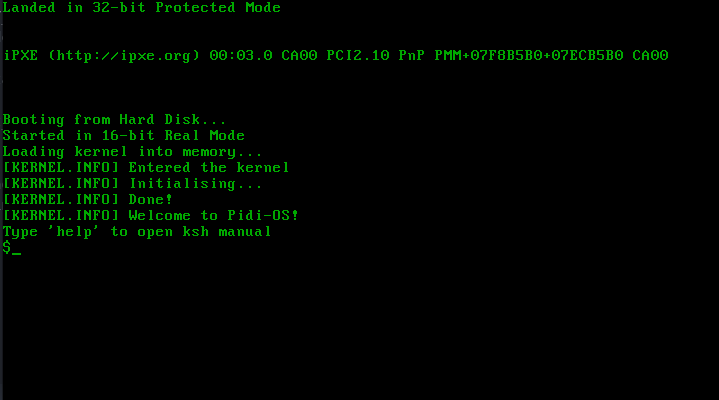 Landed in 32-bit Protected Mode
iPXE (http://ipxe.org) 00:03.0 CA00 PCI2.10 PnP PMM+07F8B5B0+07ECB5B0 CA00
Booting from Hard Disk...
Started in 16-bit Real Mode
Loading kernel into memory...
[KERNEL.INFO] Entered the kernel
[KERNEL.INFO] Initialising...
[KERNEL.INFO] Done!
[KERNEL.INFO] Welcome to Pidi-OS!
Type 'help' to open ksh manual
$_